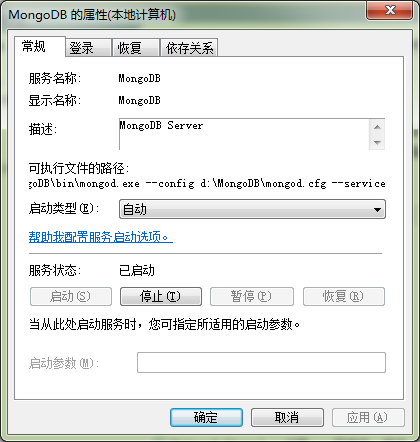 MongoDB 的属性(本地计算机)
常规 登录 恢复 依存关系
服务名称: MongoDB
显示名称: MongoDB
描述: MongoDB Server
可执行文件的路径:
goDB\bin\mongod.exe --config d:\MongoDB\mongod.cfg --service
启动类型(E): 自动
帮助我配置服务启动选项。
服务状态: 已启动
启动(S) 停止(T) 暂停(P) 恢复(R)
当从此处启动服务时，您可指定所适用的启动参数。
启动参数(M):
确定 取消 应用(A)